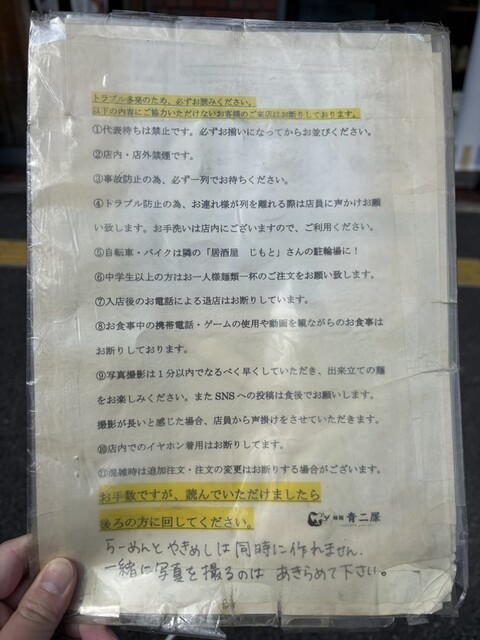 トラブル多発のため、必ずお読みください。
以下の内容にご協力いただけないお客様のご来店はお断りしております。
①代表待ちは禁止です。必ずお揃いになってからお並びください。
②店内・店外禁煙です。
③事故防止の為、必ず一列でお待ちください。
④トラブル防止の為、お連れ様が列を離れる際は店員に声かけお願
い致します。お手洗いは店内にございますので、ご利用ください。
⑤自転車・バイクは隣の「居酒屋　じもと」さんの駐輪場に！
⑥中学生以上の方はお一人様麺類一杯のご注文をお願い致します。
⑦入店後のお電話による退店はお断りしています。
⑧お食事中の携帯電話・ゲームの使用や動画を観ながらのお食事は
お断りしております。
⑨写真撮影は1分以内でなるべく早くしていただき、出来立ての麺
をお楽しみください。またSNSへの投稿は食後でお願いします。
撮影が長いと感じた場合、店員から声掛けをさせていただきます。
⑩店内でのイヤホン着用はお断りしてます。
⑪混雑時は追加注文・注文の変更はお断りする場合がございます。
お手数ですが、読んでいただけましたら
後ろの方に回してください。
青二犀
らーめんとやきめしは同時に作れません。
一緒に写真を撮るのはあきらめて下さい。